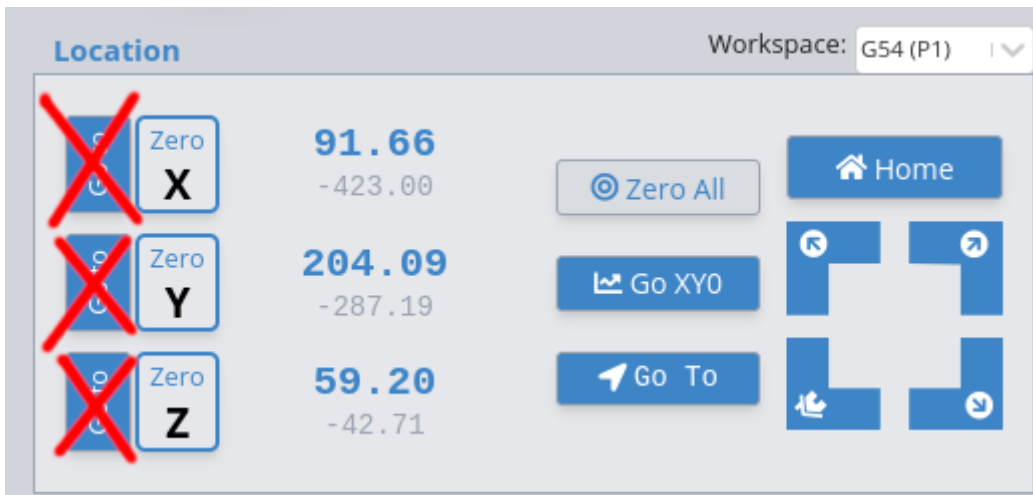 Location
Workspace: G54 (P1)
Zero
X
91.66
-423.00
Zero
Y
204.09
-287.19
Zero
Z
59.20
-42.71
Zero All
Go XY0
Go To
Home